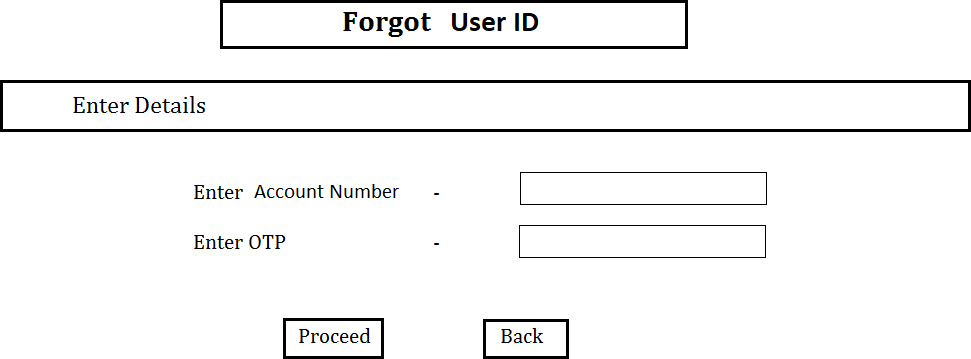 Forgot User ID
Enter Details
Enter Account Number -
Enter OTP -
Proceed Back